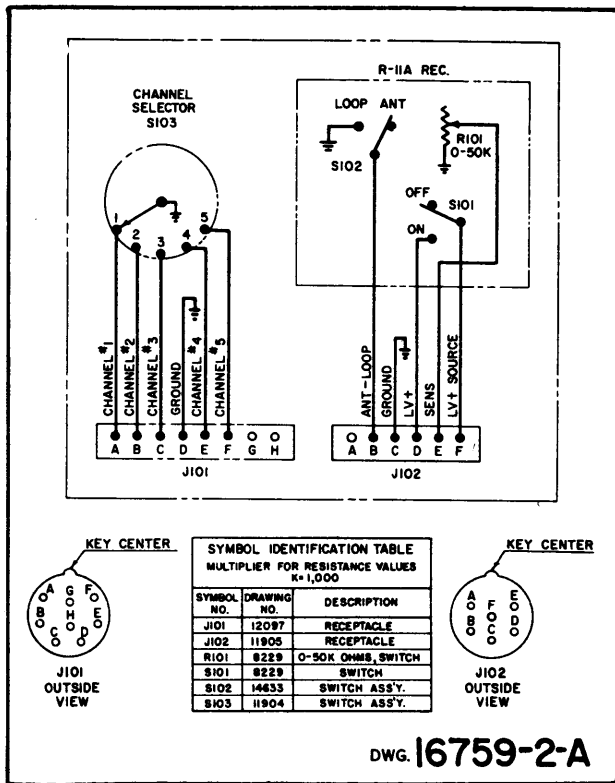 CHANNEL
SELECTOR
S103
1
2
3
4
5
CHANNEL #1
CHANNEL #2
CHANNEL #3
GROUND
CHANNEL #4
CHANNEL #5
A B C D E F G H
J101
R-11A REC.
LOOP ANT
S102
R101
0-50K
OFF S101
ON
ANT-LOOP
GROUND
LV+
SENS
LV+ SOURCE
A B C D E F
J102
KEY CENTER
A G F
B H E
C D
J101
OUTSIDE
VIEW
SYMBOL IDENTIFICATION TABLE
MULTIPLIER FOR RESISTANCE VALUES
K=1,000
SYMBOL NO. DRAWING NO. DESCRIPTION
J101 12097 RECEPTACLE
J102 11905 RECEPTACLE
R101 8229 0-50K OHMS, SWITCH
S101 8229 SWITCH
S102 14633 SWITCH ASS'Y.
S103 11904 SWITCH ASS'Y.
KEY CENTER
A F E
B C D
J102
OUTSIDE
VIEW
DWG. 16759-2-A